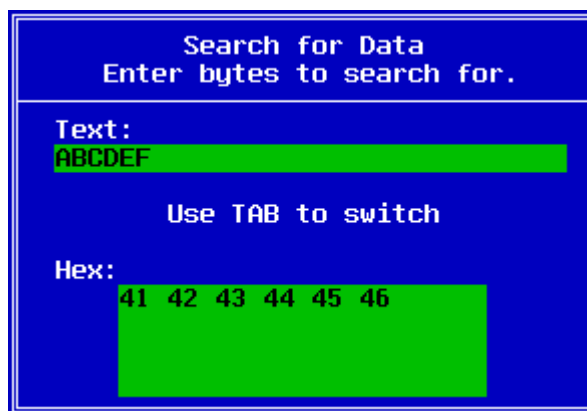 Search for Data
Enter bytes to search for.
Text:
ABCDEF
Use TAB to switch
Hex:
41 42 43 44 45 46